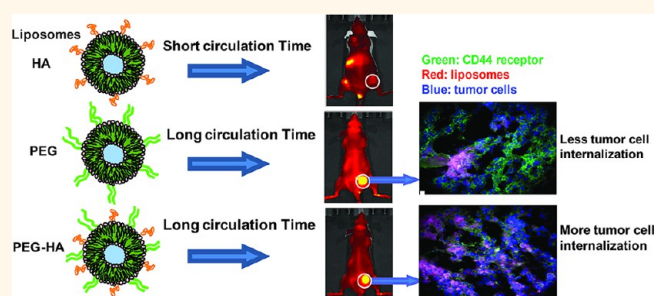 Liposomes
HA
Short circulation Time
Green: CD44 receptor
Red: liposomes
Blue: tumor cells
PEG
Long circulation Time
Less tumor cell
internalization
PEG-HA
Long circulation Time
More tumor cell
internalization